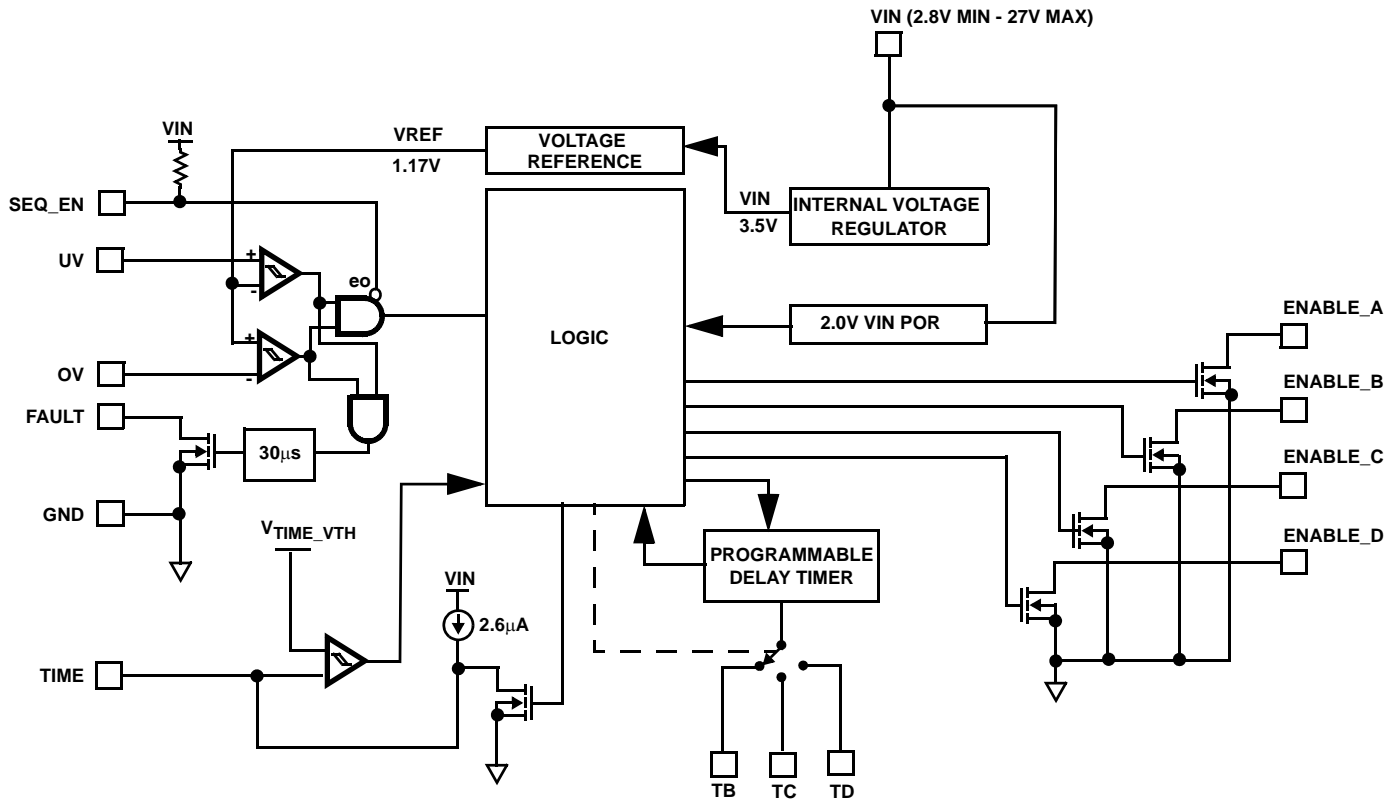 VIN (2.8V MIN - 27V MAX)
VIN
VREF
1.17V
VOLTAGE
REFERENCE
SEQ_EN
VIN
3.5V
INTERNAL VOLTAGE
REGULATOR
UV
+
-
eo
LOGIC
2.0V VIN POR
ENABLE_A
+
-
OV
ENABLE_B
FAULT
30μs
ENABLE_C
GND
VTIME_VTH
ENABLE_D
PROGRAMMABLE
DELAY TIMER
VIN
2.6μA
TIME
TB
TC
TD